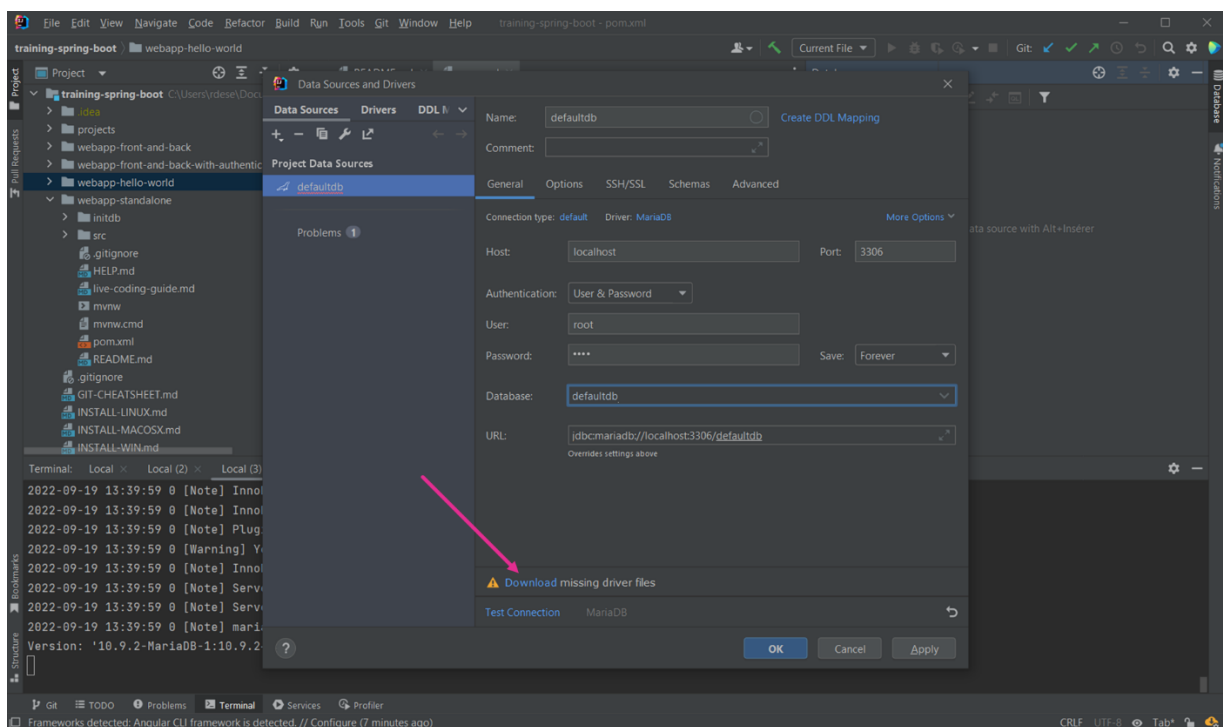 File Edit View Navigate Code Refactor Build Run Tools Git Window Help training-spring-boot - pom.xml
training-spring-boot webapp-hello-world Current File Git:
Project
training-spring-boot C:\Users\rdese\Docu
.idea
projects
webapp-front-and-back
webapp-front-and-back-with-authentic
webapp-hello-world
webapp-standalone
initdb
src
.gitignore
HELP.md
live-coding-guide.md
mvnw
mvnw.cmd
pom.xml
README.md
.gitignore
GIT-CHEATSHEET.md
INSTALL-LINUX.md
INSTALL-MACOSX.md
INSTALL-WIN.md
Project
Pull Requests
Bookmarks
Structure
Data Sources and Drivers
Data Sources Drivers DDL M
Project Data Sources
defaultdb
Problems 1
Name: defaultdb Create DDL Mapping
Comment:
General Options SSH/SSL Schemas Advanced
Connection type: default Driver: MariaDB More Options
Host: localhost Port: 3306
Authentication: User & Password
User: root
Password: •••• Save: Forever
Database: defaultdb
URL: jdbc:mariadb://localhost:3306/defaultdb
Overrides settings above
Download missing driver files
Test Connection MariaDB
? OK Cancel Apply
ata source with Alt+Insérer
Database
Notifications
Terminal: Local Local (2) Local (3)
2022-09-19 13:39:59 0 [Note] Inno
2022-09-19 13:39:59 0 [Note] Inno
2022-09-19 13:39:59 0 [Note] Plug
2022-09-19 13:39:59 0 [Warning] Y
2022-09-19 13:39:59 0 [Note] Inno
2022-09-19 13:39:59 0 [Note] Serv
2022-09-19 13:39:59 0 [Note] Serv
2022-09-19 13:39:59 0 [Note] mari
Version: '10.9.2-MariaDB-1:10.9.2
Git TODO Problems Terminal Services Profiler
Frameworks detected: Angular CLI framework is detected. // Configure (7 minutes ago) CRLF UTF-8 Tab*